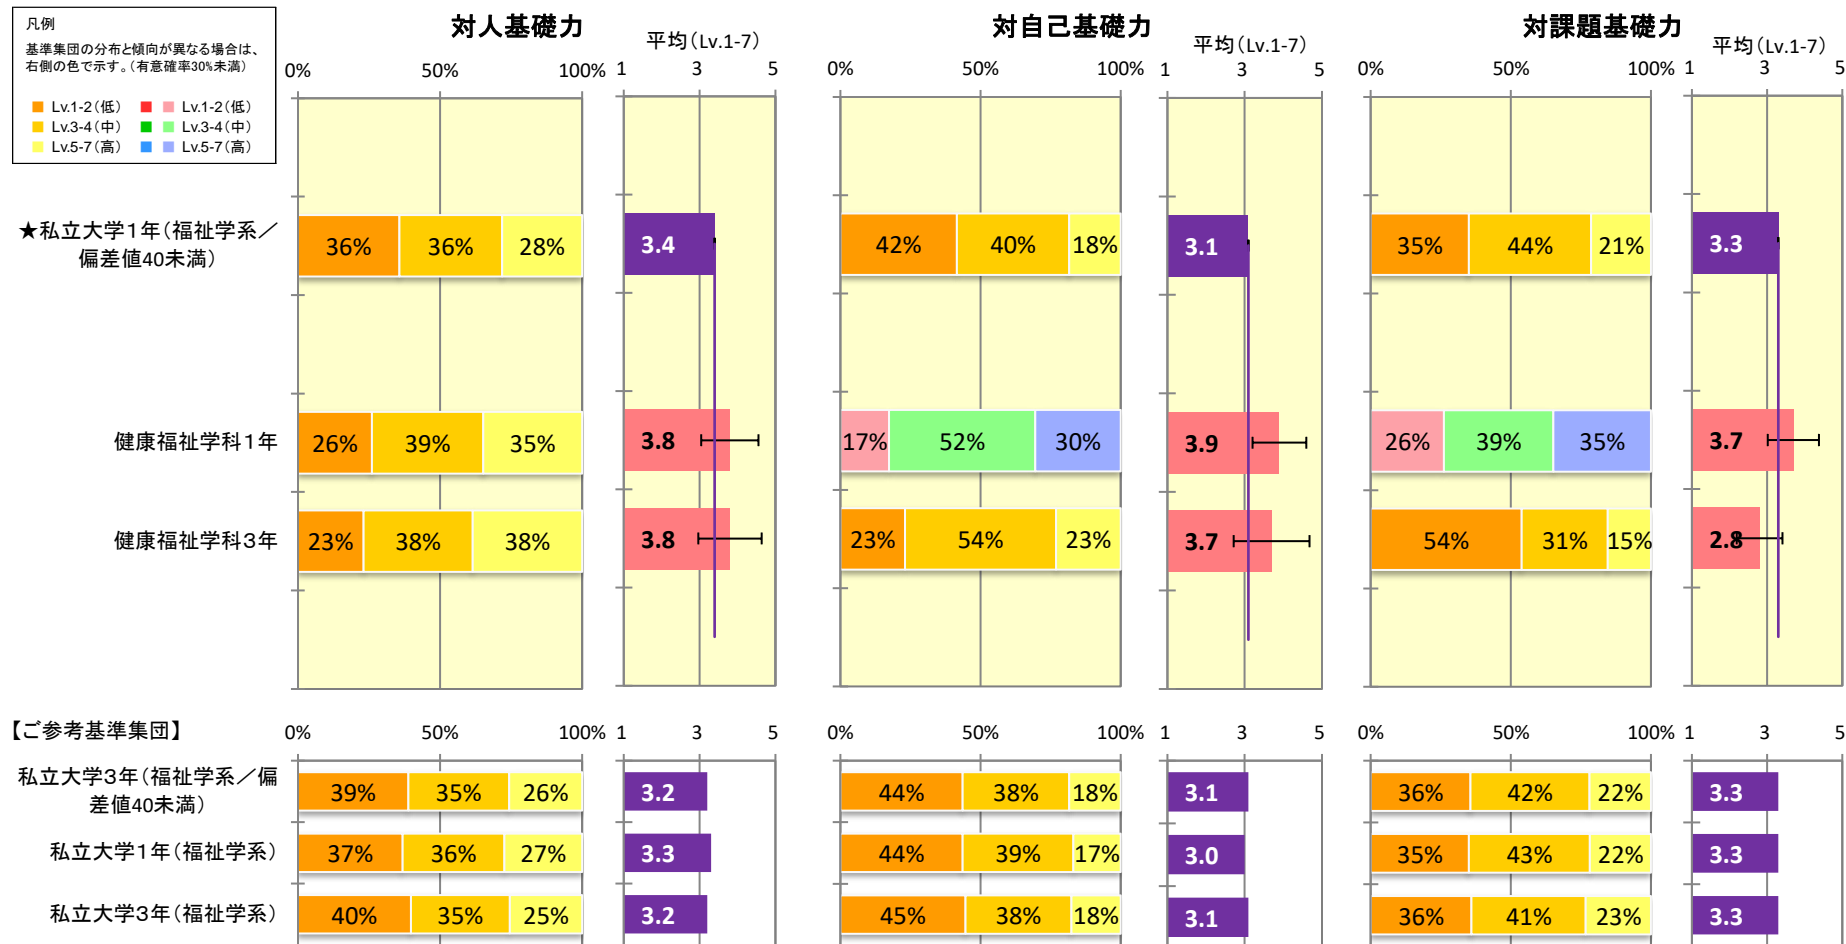 凡例
基準集団の分布と傾向が異なる場合は、
右側の色で示す。(有意確率30%未満)
Lv.1-2(低) Lv.1-2(低)
Lv.3-4(中) Lv.3-4(中)
Lv.5-7(高) Lv.5-7(高)
対人基礎力 対自己基礎力 対課題基礎力
平均(Lv.1-7) 平均(Lv.1-7) 平均(Lv.1-7)
0% 50% 100% 1 3 5 0% 50% 100% 1 3 5 0% 50% 100% 1 3 5
★私立大学1年(福祉学系/
偏差値40未満)
36% 36% 28% 3.4 42% 40% 18% 3.1 35% 44% 21% 3.3
健康福祉学科1年 26% 39% 35% 3.8 17% 52% 30% 3.9 26% 39% 35% 3.7
健康福祉学科3年 23% 38% 38% 3.8 23% 54% 23% 3.7 54% 31% 15% 2.8
【ご参考基準集団】 0% 50% 100% 1 3 5 0% 50% 100% 1 3 5 0% 50% 100% 1 3 5
私立大学3年(福祉学系/偏
差値40未満)
39% 35% 26% 3.2 44% 38% 18% 3.1 36% 42% 22% 3.3
私立大学1年(福祉学系) 37% 36% 27% 3.3 44% 39% 17% 3.0 35% 43% 22% 3.3
私立大学3年(福祉学系) 40% 35% 25% 3.2 45% 38% 18% 3.1 36% 41% 23% 3.3